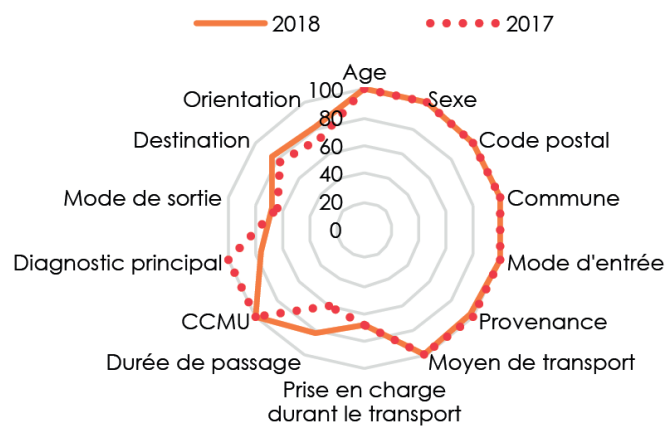 2018
2017
Age
Sexe
Code postal
Commune
Mode d'entrée
Provenance
Moyen de transport
Prise en charge
durant le transport
Durée de passage
CCMU
Diagnostic principal
Mode de sortie
Destination
Orientation
100
80
60
40
20
0